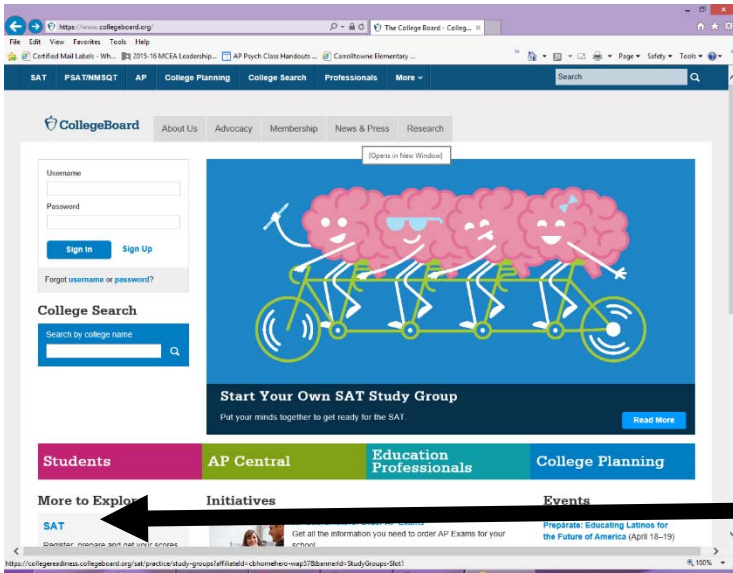 https://www.collegeboard.org/
The College Board - Colleg...
File Edit View Favorites Tools Help
Certified Mail Labels - Wh... 2015-16 MCEA Leadership... AP Psych Class Handouts ... Carrolltowne Elementary ...
Page Safety Tools
SAT PSAT/NMSQT AP College Planning College Search Professionals More
Search
CollegeBoard
About Us Advocacy Membership News & Press Research
[Opens in New Window]
Username
Password
Sign In Sign Up
Forgot username or password?
College Search
Search by college name
Start Your Own SAT Study Group
Put your minds together to get ready for the SAT.
Read More
Students
AP Central
Education
Professionals
College Planning
More to Explore
Initiatives
Events
SAT
Get all the information you need to order AP Exams for your
school
Prepárate: Educating Latinos for
the Future of America (April 18–19)
Register, prepare and get your scores
https://collegereadiness.collegeboard.org/sat/practice/study-groups?affiliateId=cbhomehero-wap57&bannerId=StudyGroups-Slot1
100%